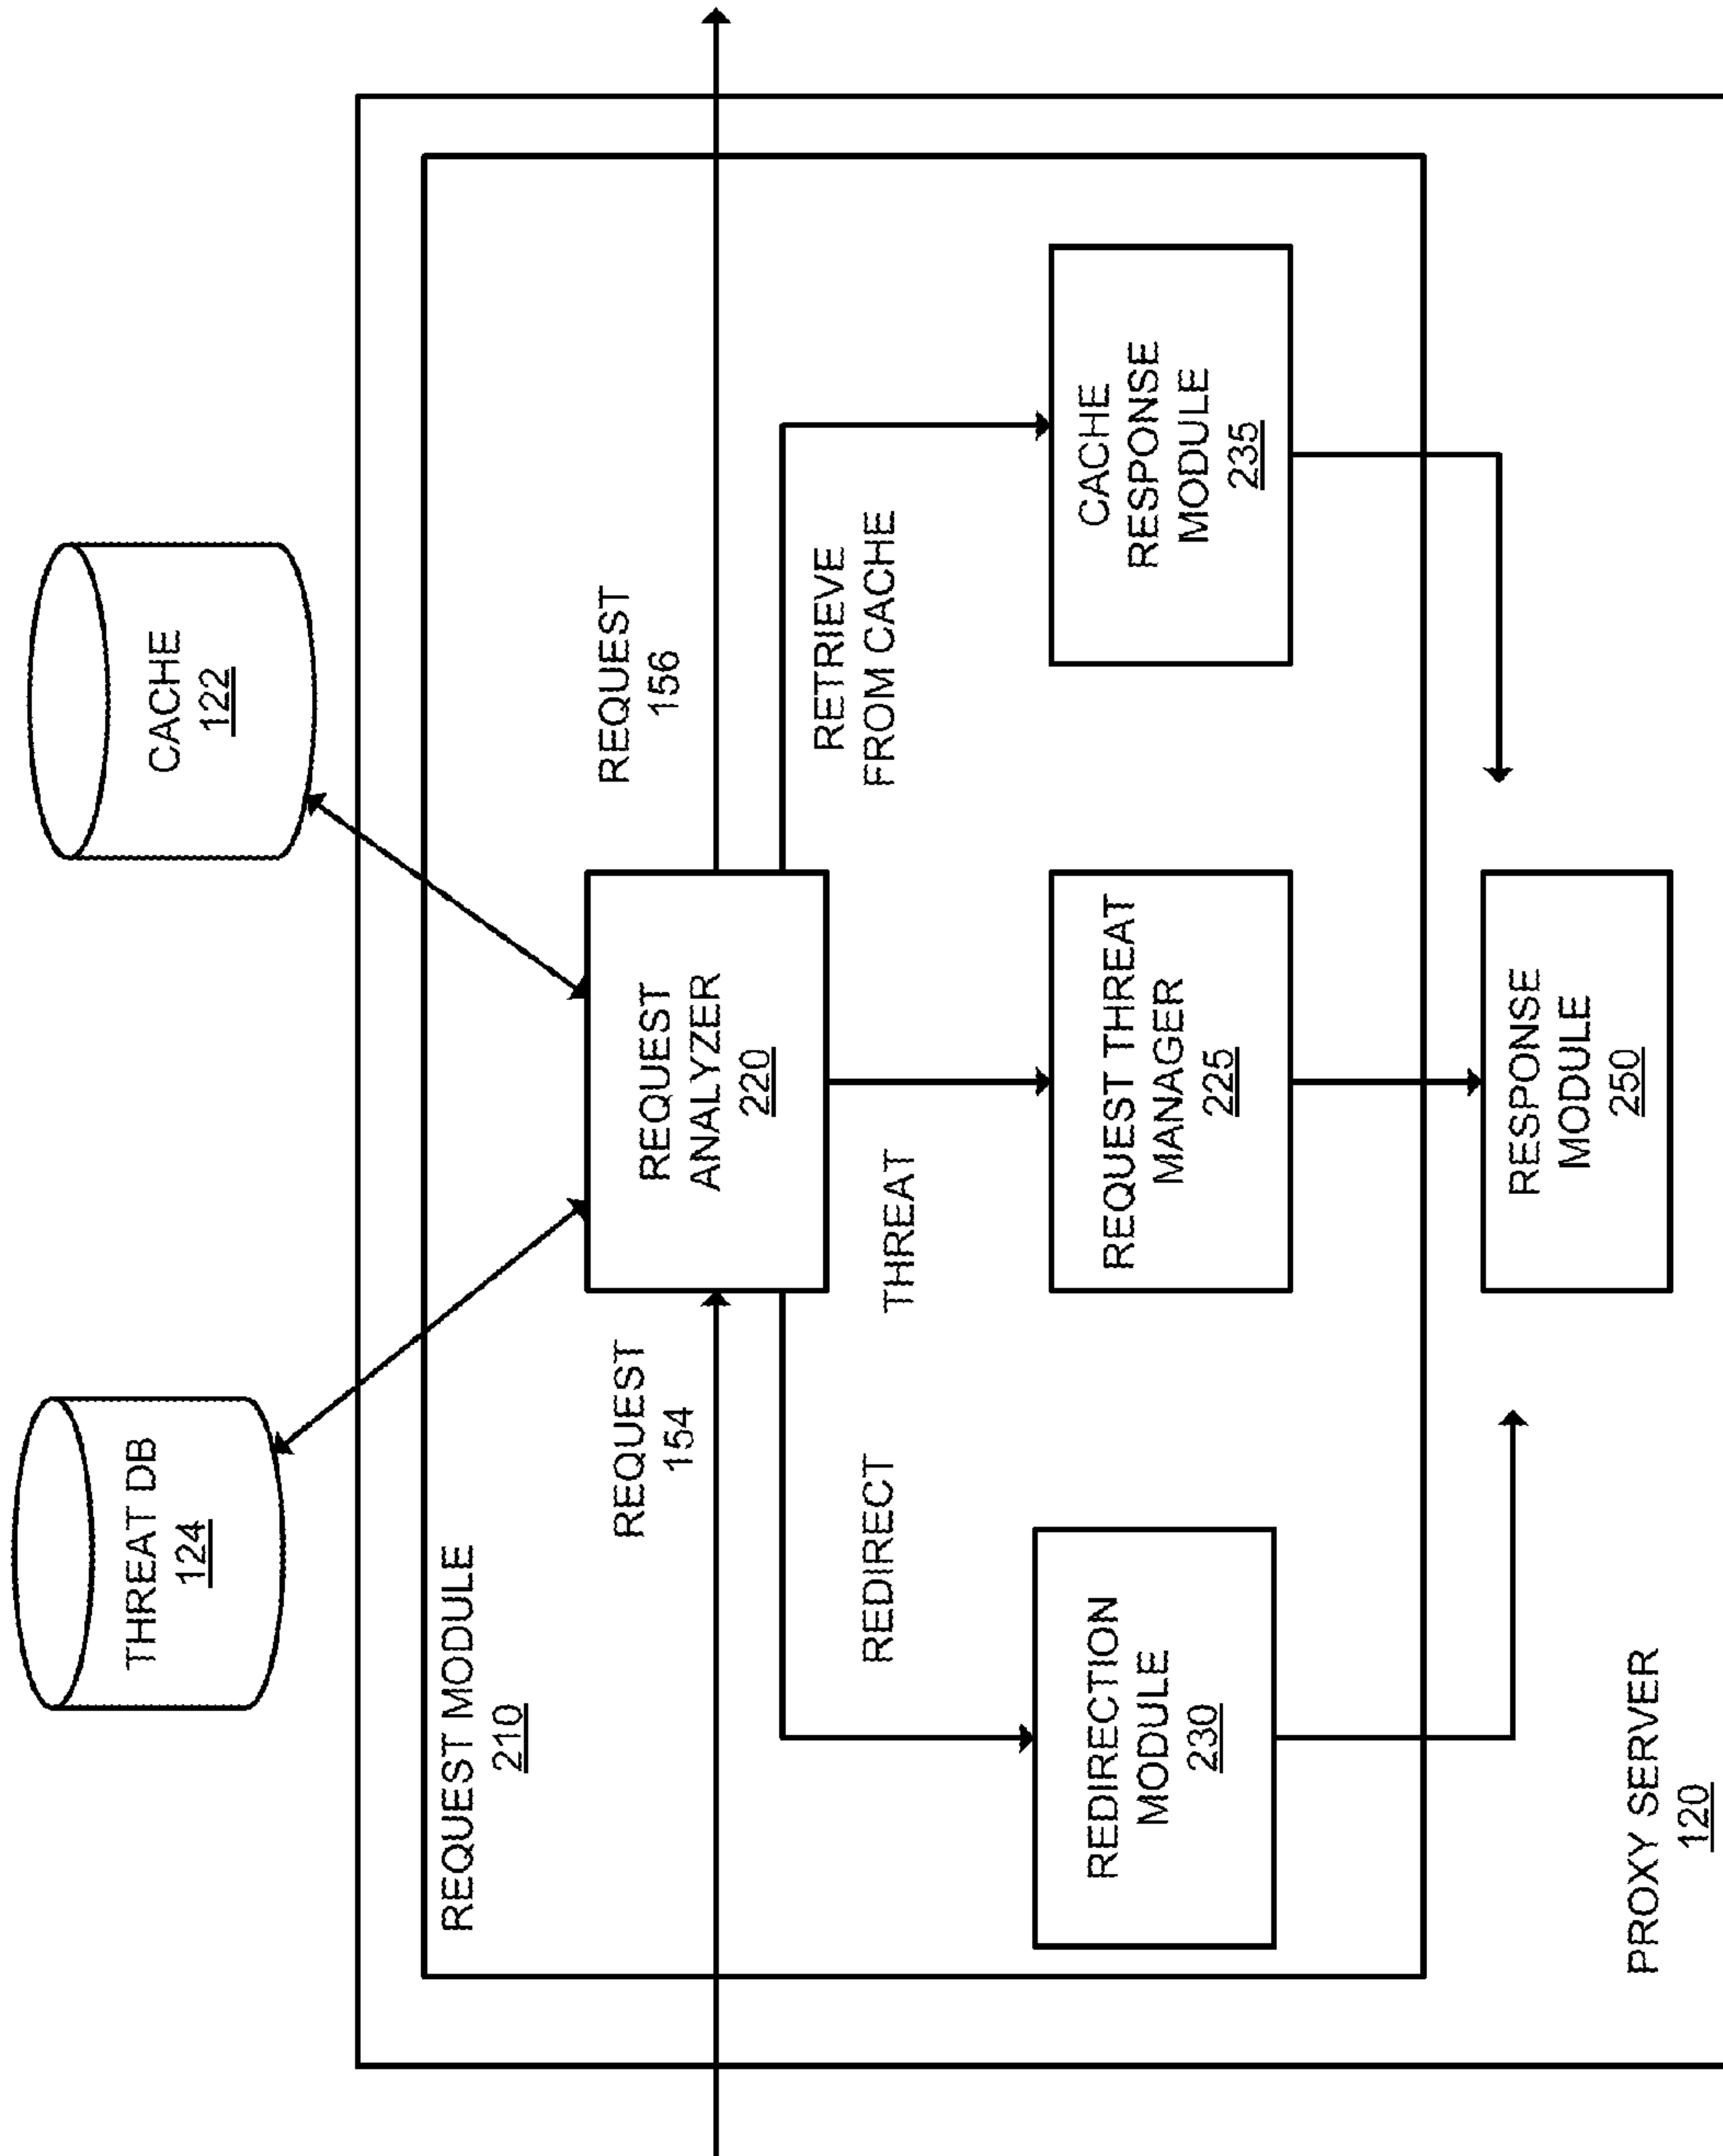 THREAT DB
124
CACHE
122
REQUEST MODULE
210
REQUEST
154
REQUEST
ANALYZER
220
REQUEST
156
REDIRECT
THREAT
RETRIEVE
FROM CACHE
REDIRECTION
MODULE
230
REQUEST THREAT
MANAGER
225
CACHE
RESPONSE
MODULE
235
RESPONSE
MODULE
250
PROXY SERVER
120